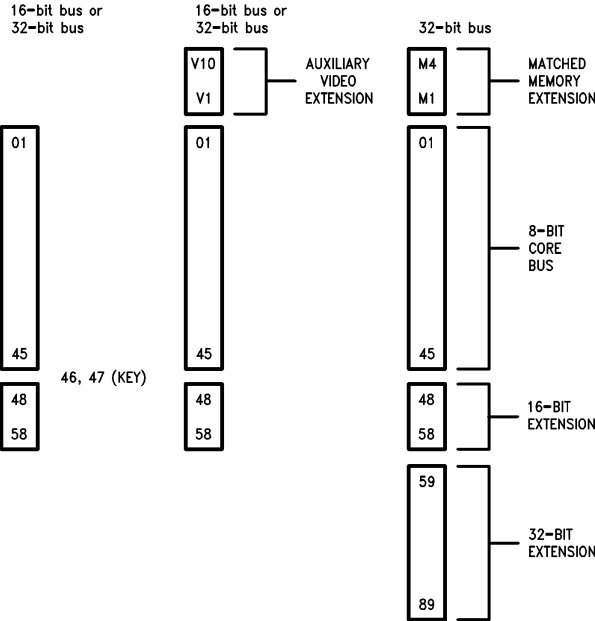 16-bit bus or
32-bit bus
16-bit bus or
32-bit bus
32-bit bus
V10
V1
AUXILIARY
VIDEO
EXTENSION
M4
M1
MATCHED
MEMORY
EXTENSION
01
01
01
8-BIT
CORE
BUS
45
45
45
46, 47 (KEY)
48
58
48
58
48
58
16-BIT
EXTENSION
59
89
32-BIT
EXTENSION